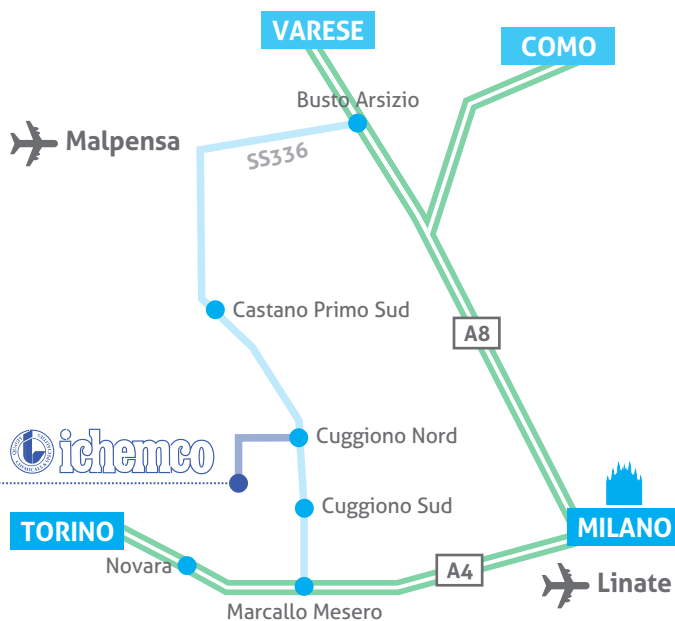 VARESE
COMO
Busto Arsizio
Malpensa
SS336
Castano Primo Sud
A8
ichemco
Cuggiono Nord
Cuggiono Sud
TORINO
MILANO
Novara
A4
Linate
Marcallo Mesero